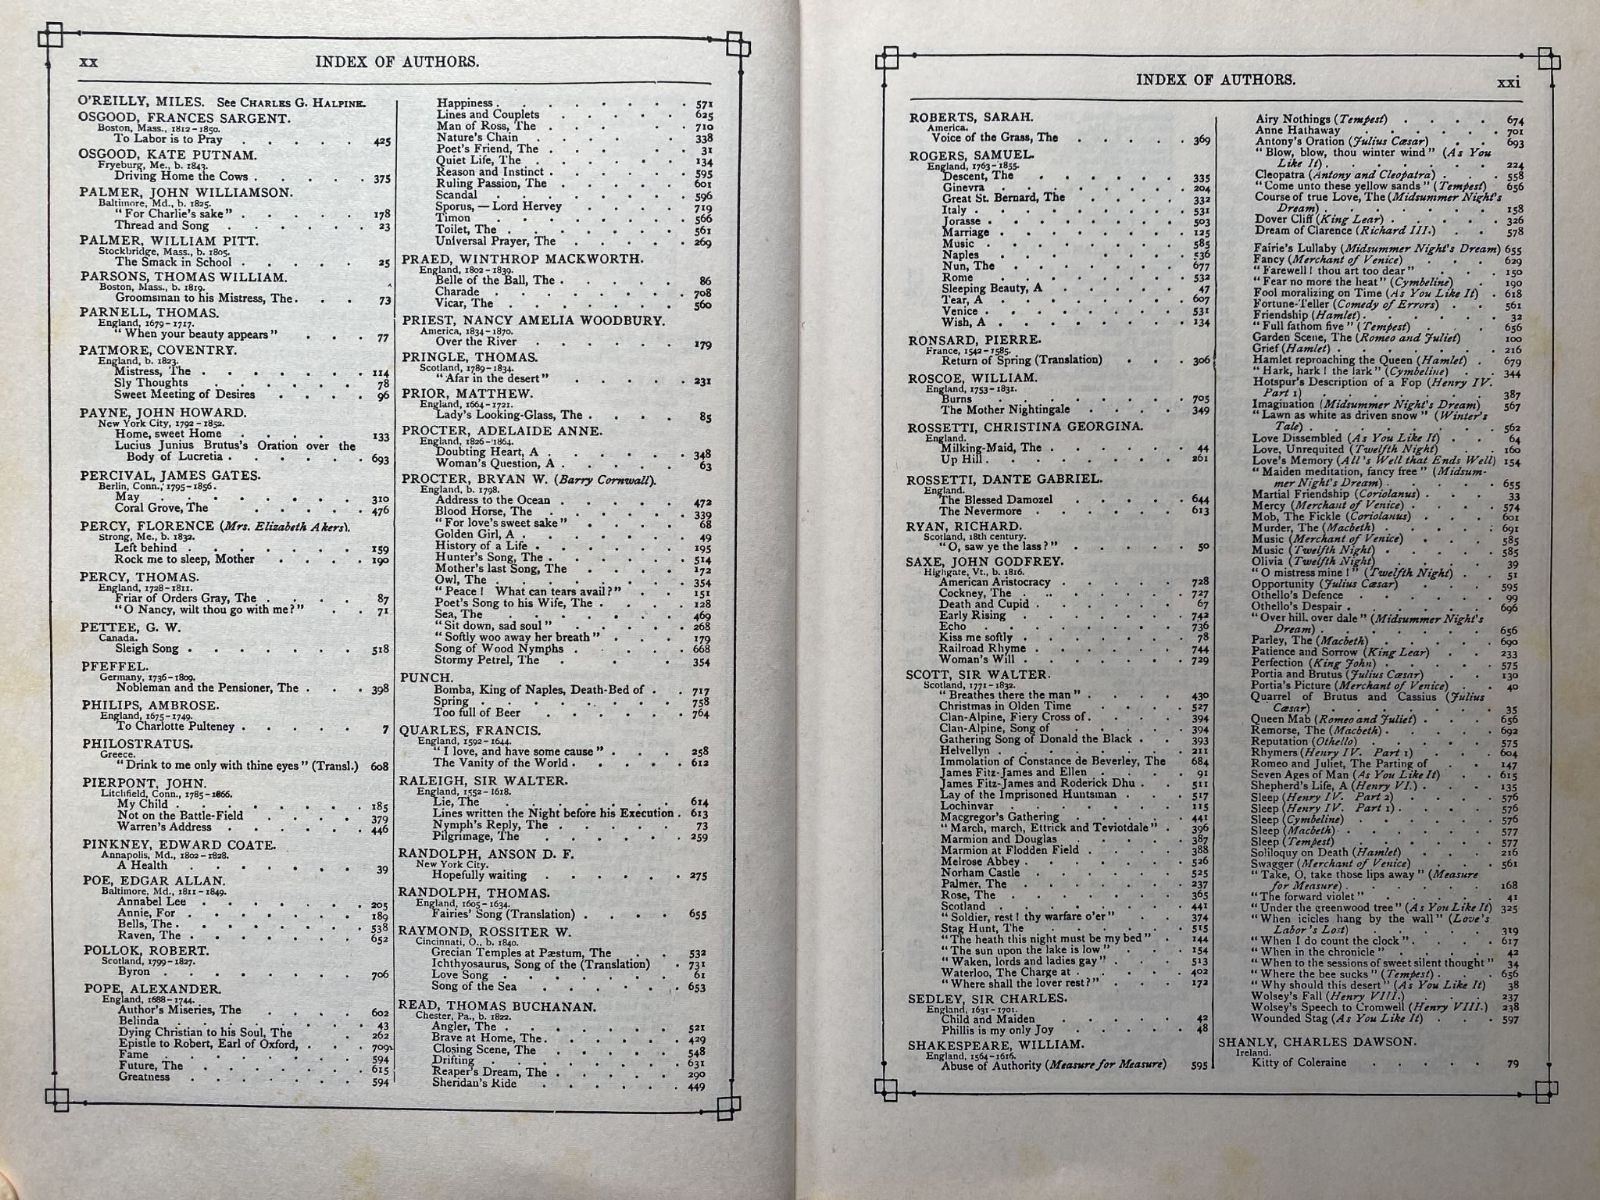 xx
INDEX OF AUTHORS.
O'REILLY, MILES. See CHARLES G. HALPINE.
OSGOOD, FRANCES SARGENT.
Boston, Mass., 1812-1850.
To Labor is to Pray . . . . . 425
OSGOOD, KATE PUTNAM.
Fryeburg, Me., b. 1843.
Driving Home the Cows . . . . 375
PALMER, JOHN WILLIAMSON.
Baltimore, Md., b. 1825.
"For Charlie's sake" . . . . . 178
Thread and Song . . . . . 23
PALMER, WILLIAM PITT.
Stockbridge, Mass., b. 1805.
The Smack in School . . . . . 25
PARSONS, THOMAS WILLIAM.
Boston, Mass., b. 1819.
Groomsman to his Mistress, The . . . 73
PARNELL, THOMAS.
England, 1679-1717.
"When your beauty appears" . . . 77
PATMORE, COVENTRY.
England, b. 1823.
Mistress, The . . . . . 114
Sly Thoughts . . . . . 78
Sweet Meeting of Desires . . . . 96
PAYNE, JOHN HOWARD.
New York City, 1792-1852.
Home, sweet Home . . . . . 133
Lucius Junius Brutus's Oration over the
Body of Lucretia . . . . . 693
PERCIVAL, JAMES GATES.
Berlin, Conn., 1795-1856.
May . . . . . 310
Coral Grove, The . . . . . 476
PERCY, FLORENCE (Mrs. Elizabeth Akers).
Strong, Me., b. 1832.
Left behind . . . . . 159
Rock me to sleep, Mother . . . . 190
PERCY, THOMAS.
England, 1728-1811.
Friar of Orders Gray, The . . . . 87
"O Nancy, wilt thou go with me?" . . . 71
PETTEE, G. W.
Canada.
Sleigh Song . . . . . 518
PFEFFEL.
Germany, 1736-1809.
Nobleman and the Pensioner, The . . . 398
PHILIPS, AMBROSE.
England, 1675-1749.
To Charlotte Pulteney . . . . . 7
PHILOSTRATUS.
Greece.
"Drink to me only with thine eyes" (Transl.) 608
PIERPONT, JOHN.
Litchfield, Conn., 1785-1866.
My Child . . . . . 185
Not on the Battle-Field . . . . 379
Warren's Address . . . . . 446
PINKNEY, EDWARD COATE.
Annapolis, Md., 1802-1828.
A Health . . . . . 39
POE, EDGAR ALLAN.
Baltimore, Md., 1811-1849.
Annabel Lee . . . . . 205
Annie, For . . . . . 189
Bells, The . . . . . 538
Raven, The . . . . . 652
POLLOK, ROBERT.
Scotland, 1799-1827.
Byron . . . . . 706
POPE, ALEXANDER.
England, 1688-1744.
Author's Miseries, The . . . . 602
Belinda . . . . . 43
Dying Christian to his Soul, The . . . 262
Epistle to Robert, Earl of Oxford, . . . 709
Fame . . . . . 594
Future, The . . . . . 615
Greatness . . . . . 594
Happiness . . . . . 571
Lines and Couplets . . . . . 625
Man of Ross, The . . . . . 710
Nature's Chain . . . . . 338
Poet's Friend, The . . . . . 31
Quiet Life, The . . . . . 134
Reason and Instinct . . . . . 595
Ruling Passion, The . . . . . 601
Scandal . . . . . 596
Sporus, — Lord Hervey . . . . 719
Timon . . . . . 566
Toilet, The . . . . . 561
Universal Prayer, The . . . . 269
PRAED, WINTHROP MACKWORTH.
England, 1802-1839.
Belle of the Ball, The . . . . 86
Charade . . . . . 708
Vicar, The . . . . . 560
PRIEST, NANCY AMELIA WOODBURY.
America, 1834-1870.
Over the River . . . . . 179
PRINGLE, THOMAS.
Scotland, 1789-1834.
"Afar in the desert" . . . . . 231
PRIOR, MATTHEW.
England, 1664-1721.
Lady's Looking-Glass, The . . . . 85
PROCTER, ADELAIDE ANNE.
England, 1826-1864.
Doubting Heart, A . . . . . 348
Woman's Question, A . . . . . 63
PROCTER, BRYAN W. (Barry Cornwall).
England, b. 1798.
Address to the Ocean . . . . . 472
Blood Horse, The . . . . . 339
"For love's sweet sake" . . . . 68
Golden Girl, A . . . . . 49
History of a Life . . . . . 195
Hunter's Song, The . . . . . 514
Mother's last Song, The . . . . 172
Owl, The . . . . . 354
"Peace! What can tears avail?" . . . 151
Poet's Song to his Wife, The . . . . 128
Sea, The . . . . . 469
"Sit down, sad soul" . . . . . 268
"Softly woo away her breath" . . . . 179
Song of Wood Nymphs . . . . . 668
Stormy Petrel, The . . . . . 354
PUNCH.
Bomba, King of Naples, Death-Bed of . . 717
Spring . . . . . 758
Too full of Beer . . . . . 764
QUARLES, FRANCIS.
England, 1592-1644.
"I love, and have some cause" . . . 258
The Vanity of the World . . . . 612
RALEIGH, SIR WALTER.
England, 1552-1618.
Lie, The . . . . . 614
Lines written the Night before his Execution . 613
Nymph's Reply, The . . . . . 73
Pilgrimage, The . . . . . 259
RANDOLPH, ANSON D. F.
New York City.
Hopefully waiting . . . . . 275
RANDOLPH, THOMAS.
England, 1605-1634.
Fairies' Song (Translation) . . . . 655
RAYMOND, ROSSITER W.
Cincinnati, O., b. 1840.
Grecian Temples at Pæstum, The . . . 532
Ichthyosaurus, Song of the (Translation) . 731
Love Song . . . . . 61
Song of the Sea . . . . . 653
READ, THOMAS BUCHANAN.
Chester, Pa., b. 1822.
Angler, The . . . . . 521
Brave at Home, The . . . . . 429
Closing Scene, The . . . . . 548
Drifting . . . . . 631
Reaper's Dream, The . . . . . 290
Sheridan's Ride . . . . . 449
INDEX OF AUTHORS.
xxi
ROBERTS, SARAH.
America.
Voice of the Grass, The . . . . 369
ROGERS, SAMUEL.
England, 1763-1855.
Descent, The . . . . . 335
Ginevra . . . . . 204
Great St. Bernard, The . . . . 332
Italy . . . . . 531
Jorasse . . . . . 503
Marriage . . . . . 125
Music . . . . . 585
Naples . . . . . 536
Nun, The . . . . . 677
Rome . . . . . 532
Sleeping Beauty, A . . . . . 47
Tear, A . . . . . 607
Venice . . . . . 531
Wish, A . . . . . 134
RONSARD, PIERRE.
France, 1542-1585.
Return of Spring (Translation) . . . 306
ROSCOE, WILLIAM.
England, 1753-1831.
Burns . . . . . 705
The Mother Nightingale . . . . 349
ROSSETTI, CHRISTINA GEORGINA.
England.
Milking-Maid, The . . . . . 44
Up Hill . . . . . 261
ROSSETTI, DANTE GABRIEL.
England.
The Blessed Damozel . . . . . 644
The Nevermore . . . . . 613
RYAN, RICHARD.
Scotland, 18th century.
"O, saw ye the lass?" . . . . . 50
SAXE, JOHN GODFREY.
Highgate, Vt., b. 1816.
American Aristocracy . . . . . 728
Cockney, The . . . . . 727
Death and Cupid . . . . . 67
Early Rising . . . . . 742
Echo . . . . . 736
Kiss me softly . . . . . 78
Railroad Rhyme . . . . . 744
Woman's Will . . . . . 729
SCOTT, SIR WALTER.
Scotland, 1771-1832.
"Breathes there the man" . . . . 430
Christmas in Olden Time . . . . 527
Clan-Alpine, Fiery Cross of . . . . 394
Clan-Alpine, Song of . . . . . 394
Gathering Song of Donald the Black . . 393
Helvellyn . . . . . 211
Immolation of Constance de Beverley, The 684
James Fitz-James and Ellen . . . . 91
James Fitz-James and Roderick Dhu . . 511
Lay of the Imprisoned Huntsman . . . 517
Lochinvar . . . . . 115
Macgregor's Gathering . . . . . 441
"March, march, Ettrick and Teviotdale" . 396
Marmion and Douglas . . . . . 387
Marmion at Flodden Field . . . . 388
Melrose Abbey . . . . . 526
Norham Castle . . . . . 525
Palmer, The . . . . . 237
Rose, The . . . . . 365
Scotland . . . . . 441
"Soldier, rest! thy warfare o'er" . . . 374
Stag Hunt, The . . . . . 515
"The heath this night must be my bed" . 144
"The sun upon the lake is low" . . . 154
"Waken, lords and ladies gay" . . . 513
Waterloo, The Charge at . . . . 402
"Where shall the lover rest?" . . . 172
SEDLEY, SIR CHARLES.
England, 1631-1701.
Child and Maiden . . . . . 42
Phillis is my only Joy . . . . . 48
SHAKESPEARE, WILLIAM.
England, 1564-1616.
Abuse of Authority (Measure for Measure) 595
Airy Nothings (Tempest) . . . . 674
Anne Hathaway . . . . . 701
Antony's Oration (Julius Cæsar) . . . 693
"Blow, blow, thou winter wind" (As You
Like It) . . . . . 224
Cleopatra (Antony and Cleopatra) . . . 558
"Come unto these yellow sands" (Tempest) 656
Course of true Love, The (Midsummer Night's
Dream) . . . . . 158
Dover Cliff (King Lear) . . . . 326
Dream of Clarence (Richard III.) . . . 578
Fairie's Lullaby (Midsummer Night's Dream) 655
Fancy (Merchant of Venice) . . . . 629
"Farewell! thou art too dear" . . . 150
"Fear no more the heat" (Cymbeline) . . 190
Fool moralizing on Time (As You Like It) . 618
Fortune-Teller (Comedy of Errors) . . 561
Friendship (Hamlet) . . . . . 32
"Full fathom five" (Tempest) . . . 656
Garden Scene, The (Romeo and Juliet) . 100
Grief (Hamlet) . . . . . 216
Hamlet reproaching the Queen (Hamlet) . 679
"Hark, hark! the lark" (Cymbeline) . . 344
Hotspur's Description of a Fop (Henry IV.
Part 1) . . . . . 387
Imagination (Midsummer Night's Dream) . 567
"Lawn as white as driven snow" (Winter's
Tale) . . . . . 562
Love Dissembled (As You Like It) . . . 64
Love, Unrequited (Twelfth Night) . . . 160
Love's Memory (All's Well that Ends Well) 154
"Maiden meditation, fancy free" (Midsum-
mer Night's Dream) . . . . . 655
Martial Friendship (Coriolanus) . . . 33
Mercy (Merchant of Venice) . . . . 574
Mob, The Fickle (Coriolanus) . . . 601
Murder, The (Macbeth) . . . . 691
Music (Merchant of Venice) . . . . 585
Music (Twelfth Night) . . . . . 585
Olivia (Twelfth Night) . . . . . 39
"O mistress mine!" (Twelfth Night) . . 51
Opportunity (Julius Cæsar) . . . . 595
Othello's Defence . . . . . 99
Othello's Despair . . . . . 696
"Over hill, over dale" (Midsummer Night's
Dream) . . . . . 656
Parley, The (Macbeth) . . . . . 690
Patience and Sorrow (King Lear) . . . 233
Perfection (King John) . . . . . 575
Portia and Brutus (Julius Cæsar) . . . 130
Portia's Picture (Merchant of Venice) . . 40
Quarrel of Brutus and Cassius (Julius
Cæsar) . . . . . 35
Queen Mab (Romeo and Juliet) . . . 656
Remorse, The (Macbeth) . . . . 692
Reputation (Othello) . . . . . 575
Rhymers (Henry IV. Part 1) . . . . 604
Romeo and Juliet, The Parting of . . . 147
Seven Ages of Man (As You Like It) . . 615
Shepherd's Life, A (Henry VI.) . . . 135
Sleep (Henry IV. Part 2) . . . . 576
Sleep (Henry IV. Part 1) . . . . 576
Sleep (Cymbeline) . . . . . 576
Sleep (Macbeth) . . . . . 577
Sleep (Tempest) . . . . . 577
Soliloquy on Death (Hamlet) . . . . 216
Swagger (Merchant of Venice) . . . 561
"Take, O, take those lips away" (Measure
for Measure) . . . . . 168
"The forward violet" . . . . . 41
"Under the greenwood tree" (As You Like It) 325
"When icicles hang by the wall" (Love's
Labor's Lost) . . . . . 319
"When I do count the clock" . . . . 617
"When in the chronicle" . . . . 42
"When to the sessions of sweet silent thought" 34
"Where the bee sucks" (Tempest) . . . 656
"Why should this desert" (As You Like It) 38
Wolsey's Fall (Henry VIII.) . . . . 237
Wolsey's Speech to Cromwell (Henry VIII.) 238
Wounded Stag (As You Like It) . . . 597
SHANLY, CHARLES DAWSON.
Ireland.
Kitty of Coleraine . . . . . 79